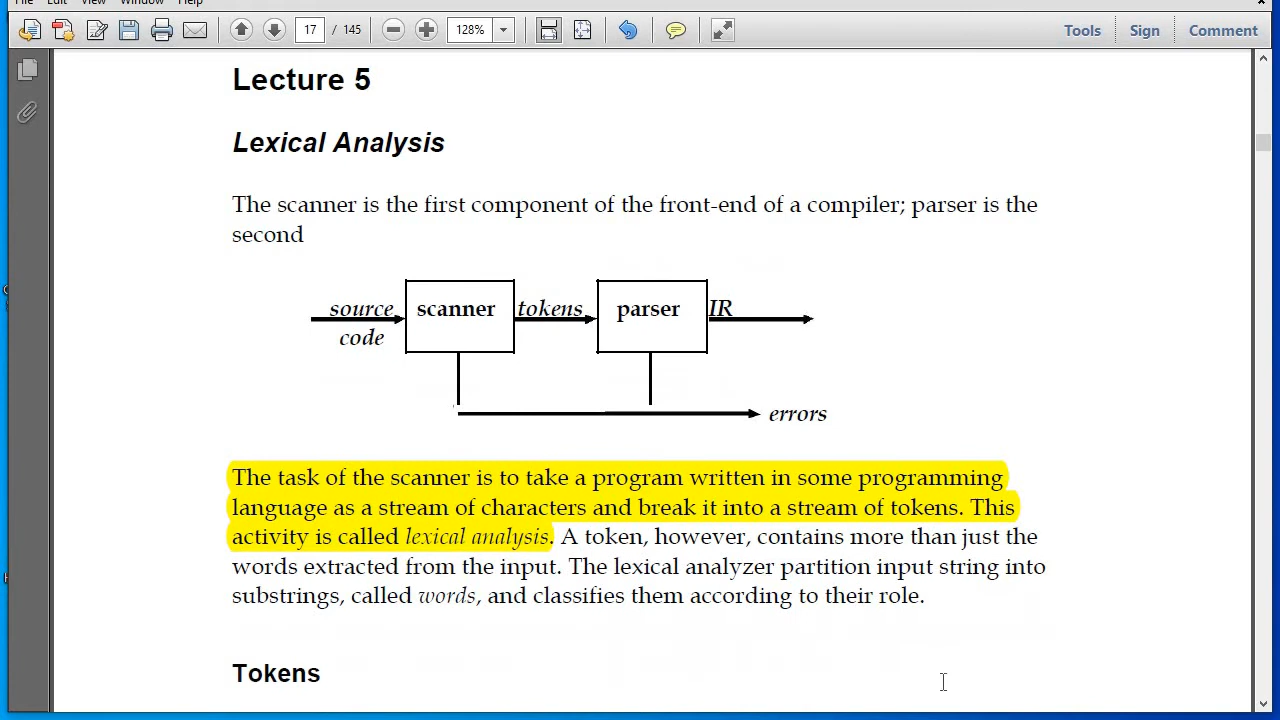 File Edit View Window Help
17 / 145
128%
Tools Sign Comment
Lecture 5
Lexical Analysis
The scanner is the first component of the front-end of a compiler; parser is the
second
source scanner tokens parser IR
code
errors
The task of the scanner is to take a program written in some programming
language as a stream of characters and break it into a stream of tokens. This
activity is called lexical analysis. A token, however, contains more than just the
words extracted from the input. The lexical analyzer partition input string into
substrings, called words, and classifies them according to their role.
Tokens